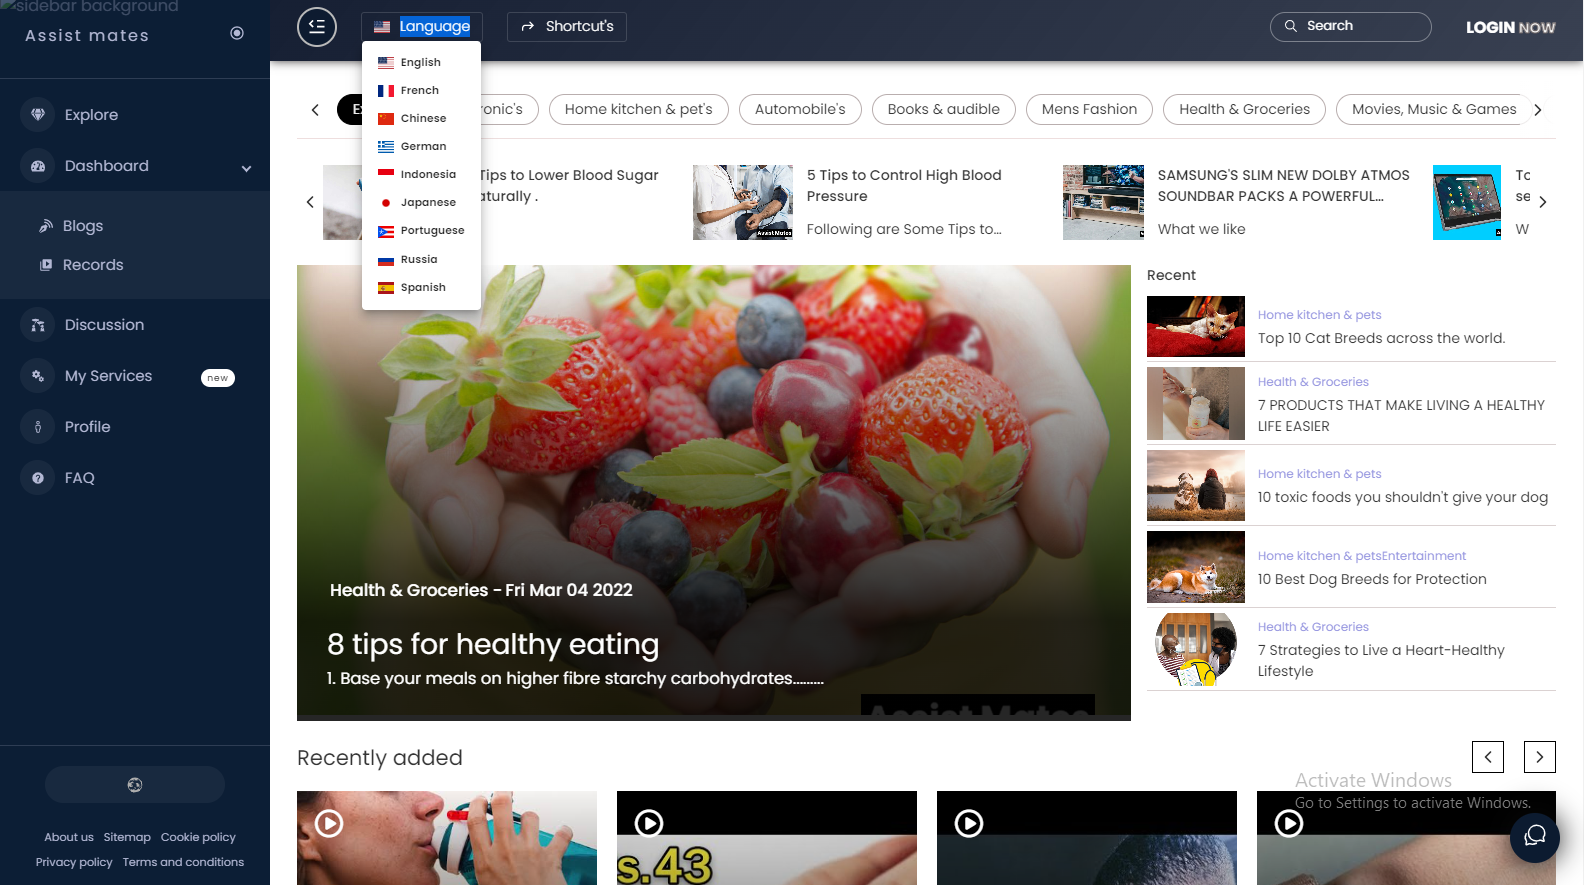 sidebar background
Assist mates
Explore
Dashboard
Blogs
Records
Discussion
My Services
new
Profile
FAQ
About us Sitemap Cookie policy
Privacy policy Terms and conditions
Language
Shortcut's
Search
LOGIN NOW
English
French
Chinese
German
Indonesia
Japanese
Portuguese
Russia
Spanish
onic's
Home kitchen & pet's
Automobile's
Books & audible
Mens Fashion
Health & Groceries
Movies, Music & Games
Tips to Lower Blood Sugar
aturally .
5 Tips to Control High Blood
Pressure
Following are Some Tips to...
Assist Mates
SAMSUNG'S SLIM NEW DOLBY ATMOS
SOUNDBAR PACKS A POWERFUL...
What we like
Health & Groceries - Fri Mar 04 2022
8 tips for healthy eating
1. Base your meals on higher fibre starchy carbohydrates.........
Assist Mates
Recent
Home kitchen & pets
Top 10 Cat Breeds across the world.
Health & Groceries
7 PRODUCTS THAT MAKE LIVING A HEALTHY
LIFE EASIER
Home kitchen & pets
10 toxic foods you shouldn't give your dog
Home kitchen & petsEntertainment
10 Best Dog Breeds for Protection
Health & Groceries
7 Strategies to Live a Heart-Healthy
Lifestyle
Recently added
s.43
Activate Windows
Go to Settings to activate Windows.